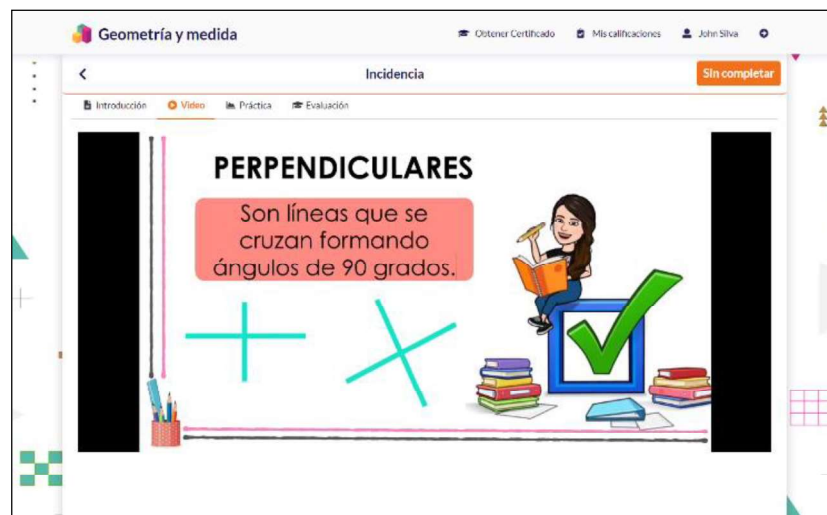 Geometría y medida
Obtener Certificado
Mis calificaciones
John Silva
Incidencia
Sin completar
Introducción
Video
Práctica
Evaluación
PERPENDICULARES
Son líneas que se
cruzan formando
ángulos de 90 grados.